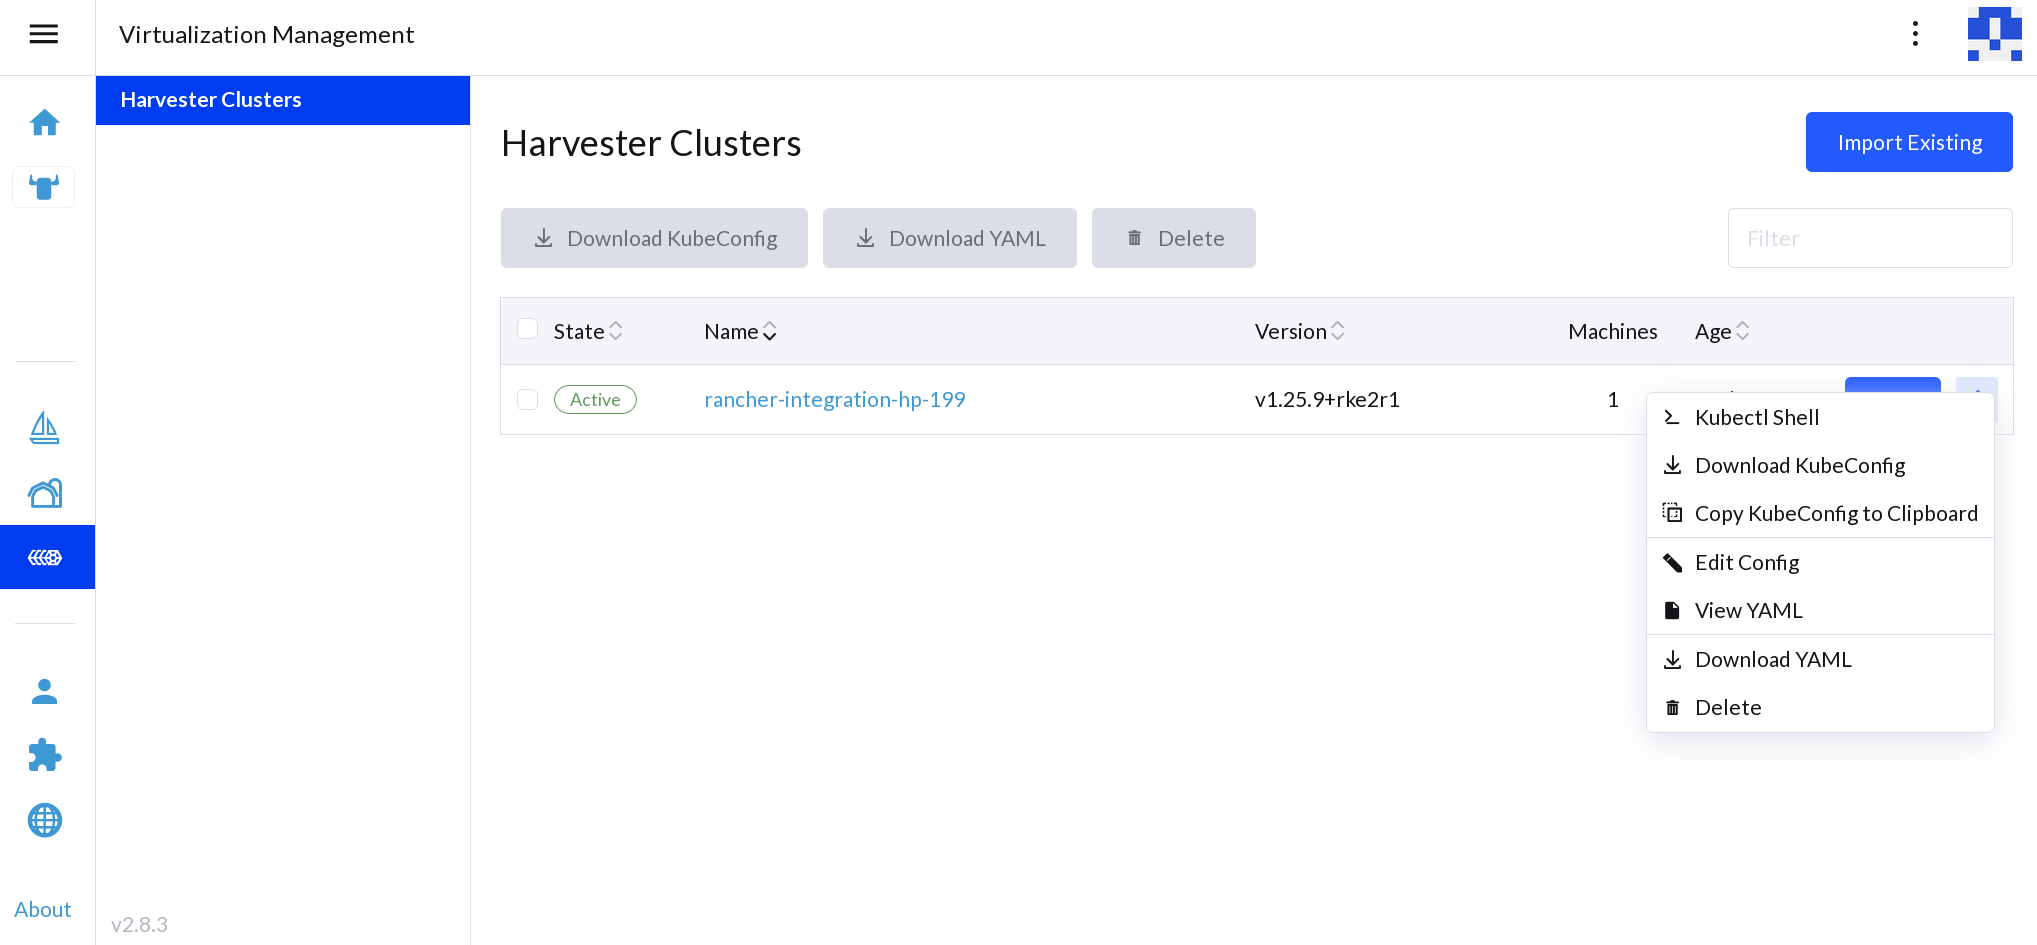 Virtualization Management
Harvester Clusters
Harvester Clusters
Import Existing
Download KubeConfig
Download YAML
Delete
Filter
State
Name
Version
Machines
Age
Active
rancher-integration-hp-199
v1.25.9+rke2r1
1
Kubectl Shell
Download KubeConfig
Copy KubeConfig to Clipboard
Edit Config
View YAML
Download YAML
Delete
About
v2.8.3